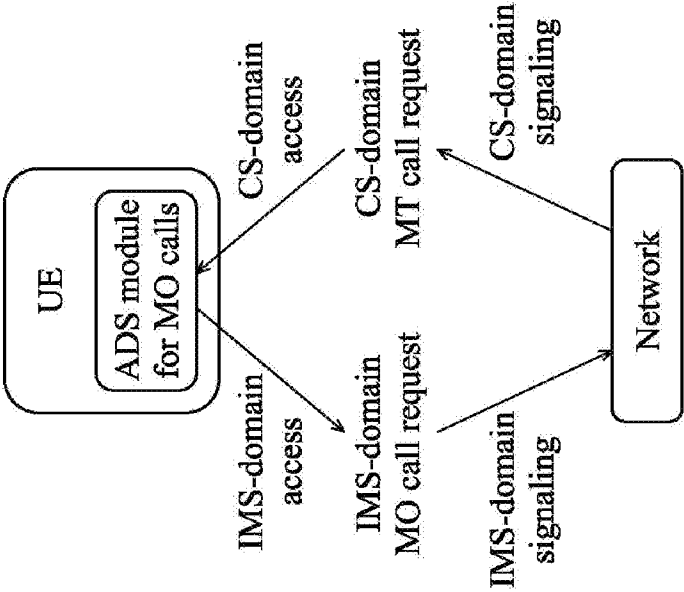 UE
ADS module
for MO calls
IMS-domain
access
CS-domain
access
IMS-domain
MO call request
CS-domain
MT call request
IMS-domain
signaling
CS-domain
signaling
Network